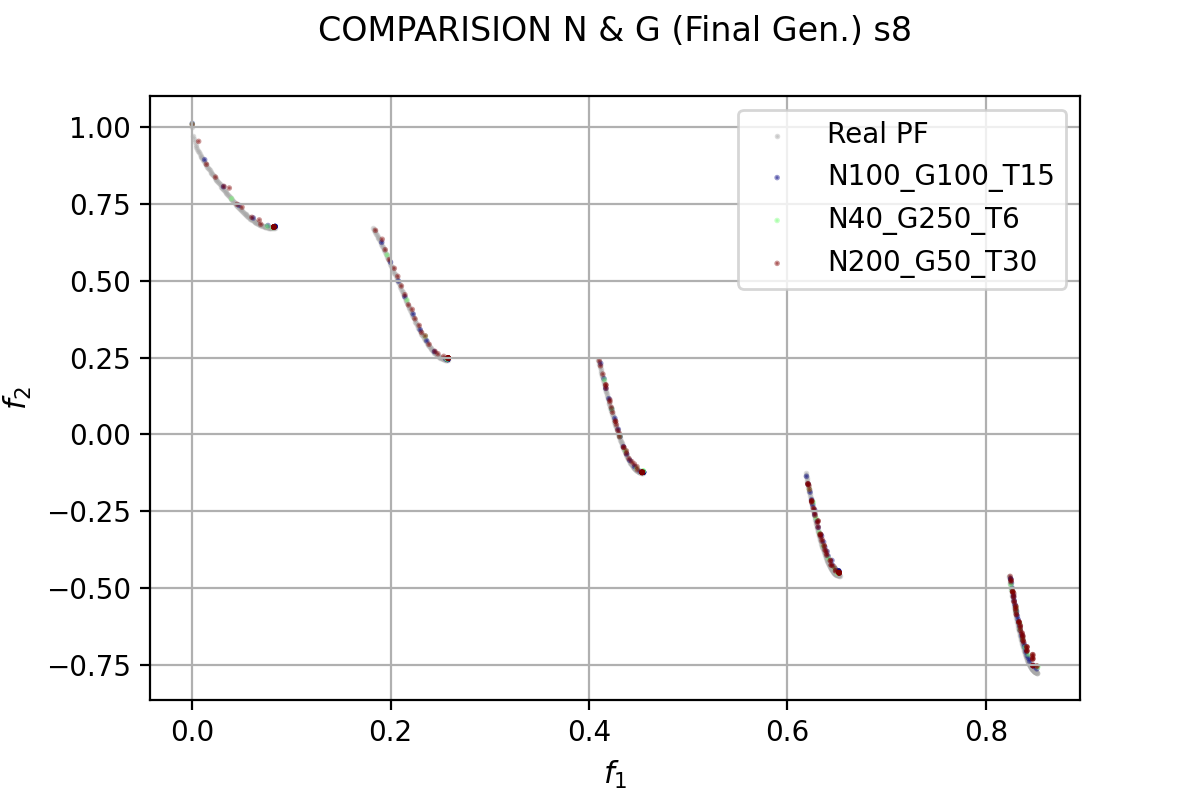 COMPARISION N & G (Final Gen.) s8
1.00
0.75
0.50
0.25
0.00
−0.25
−0.50
−0.75
f2
Real PF
N100_G100_T15
N40_G250_T6
N200_G50_T30
0.0 0.2 0.4 0.6 0.8
f1